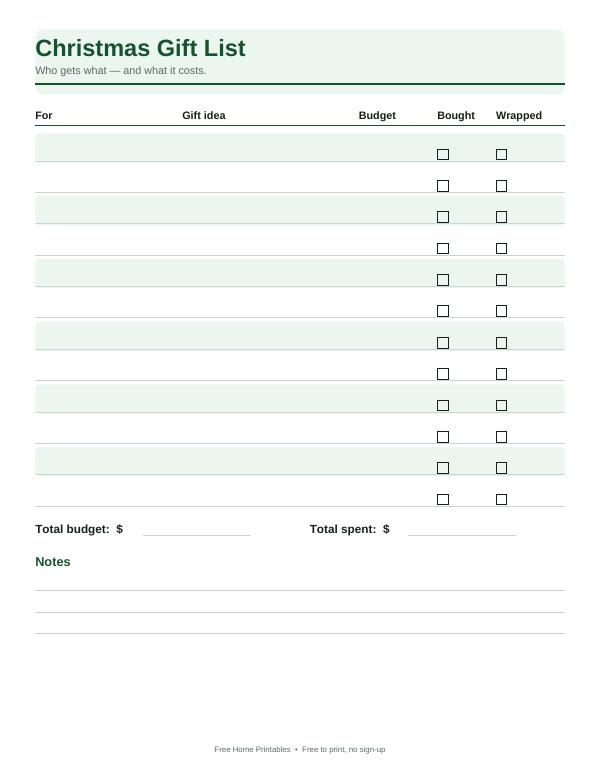 Christmas Gift List
Who gets what — and what it costs.
For Gift idea Budget Bought Wrapped
Total budget: $ Total spent: $
Notes
Free Home Printables • Free to print, no sign-up